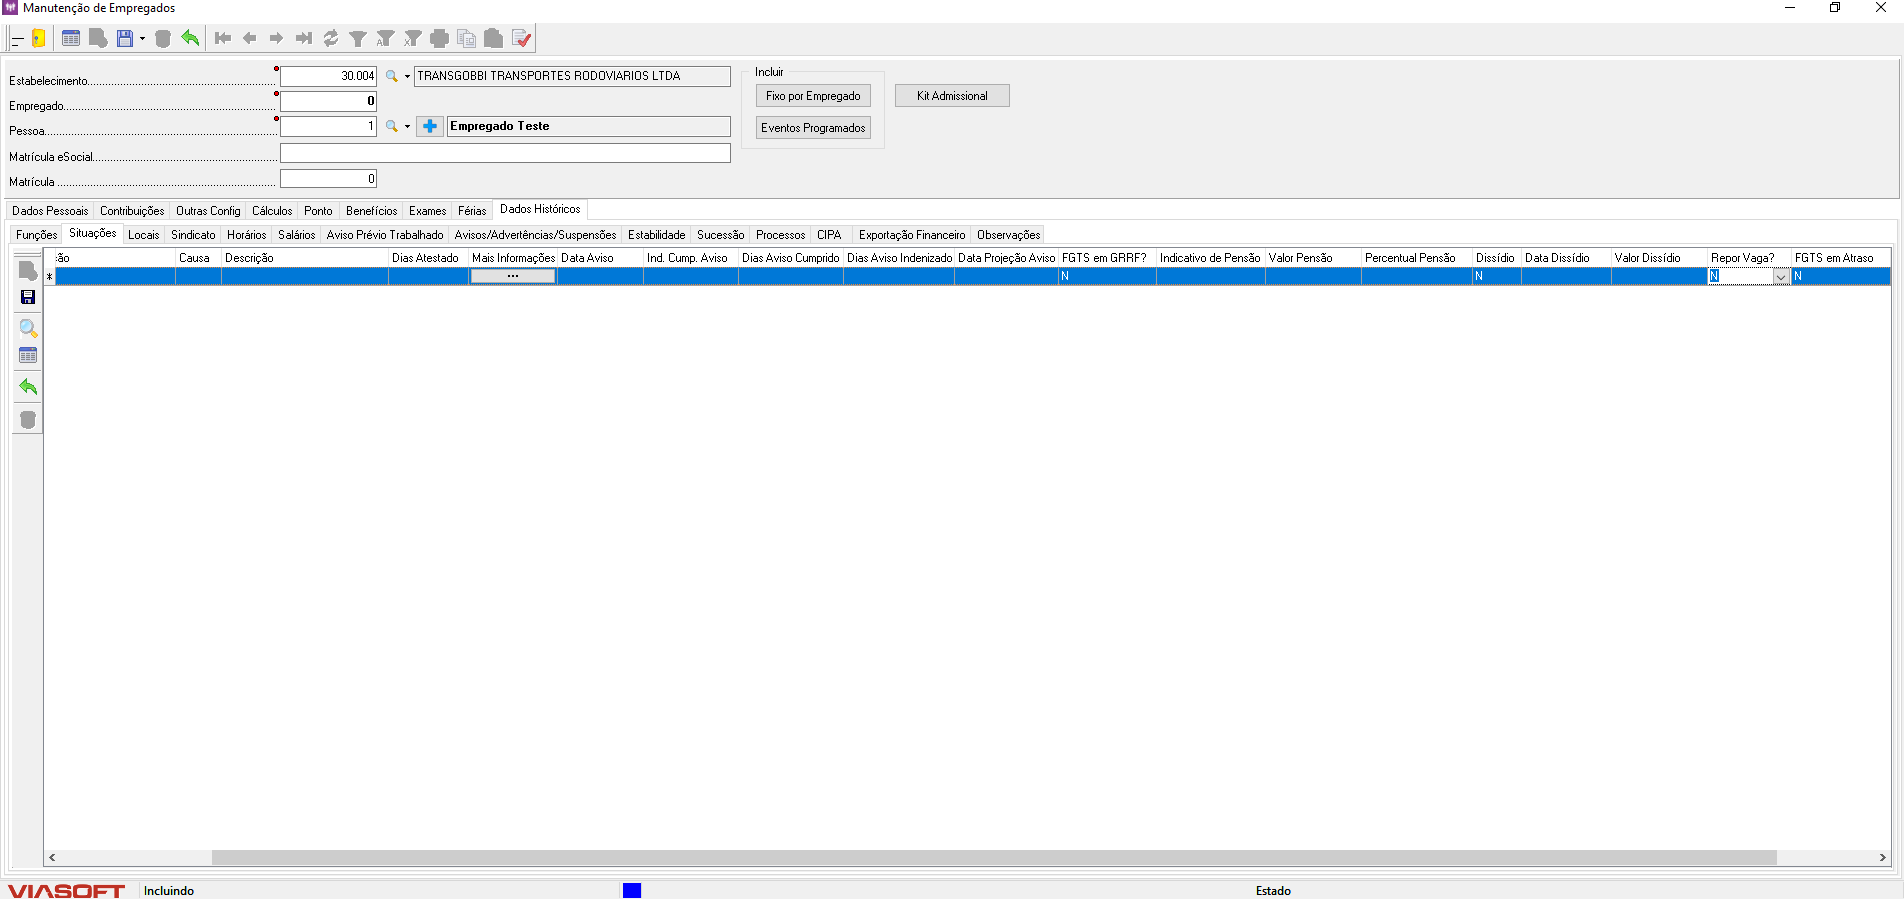 Manutenção de Empregados
Estabelecimento 30.004 TRANSGOBBI TRANSPORTES RODOVIARIOS LTDA
Empregado 0
Pessoa 1 Empregado Teste
Matrícula eSocial
Matrícula 0
Incluir
Fixo por Empregado
Eventos Programados
Kit Admissional
Dados Pessoais Contribuições Outras Config Cálculos Ponto Benefícios Exames Férias Dados Históricos
Funções Situações Locais Sindicato Horários Salários Aviso Prévio Trabalhado Avisos/Advertências/Suspensões Estabilidade Sucessão Processos CIPA Exportação Financeiro Observações
ão Causa Descrição Dias Atestado Mais Informações Data Aviso Ind. Cump. Aviso Dias Aviso Cumprido Dias Aviso Indenizado Data Projeção Aviso FGTS em GRRF? Indicativo de Pensão Valor Pensão Percentual Pensão Dissídio Data Dissídio Valor Dissídio Repor Vaga? FGTS em Atraso
* ... N N N N
VIASOFT Incluindo Estado